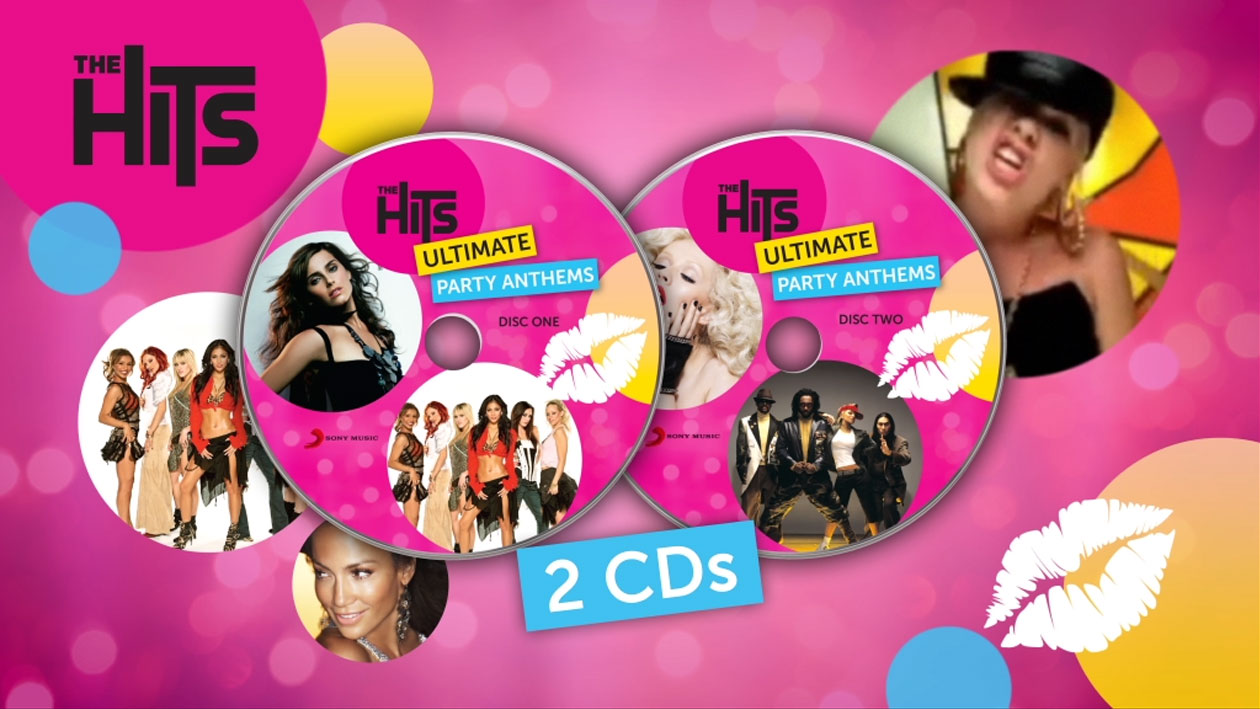 THE
HITS
THE
HITS
ULTIMATE
PARTY ANTHEMS
DISC ONE
SONY MUSIC
THE
HITS
ULTIMATE
PARTY ANTHEMS
DISC TWO
SONY MUSIC
2 CDs